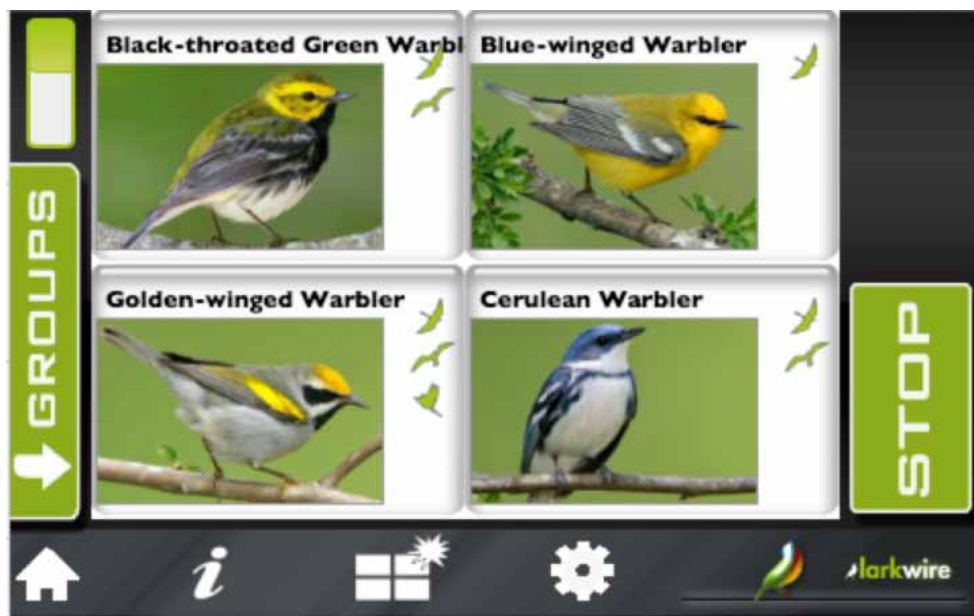 Black-throated Green Warbl
Blue-winged Warbler
GROUPS
Golden-winged Warbler
Cerulean Warbler
STOP
i
larkwire